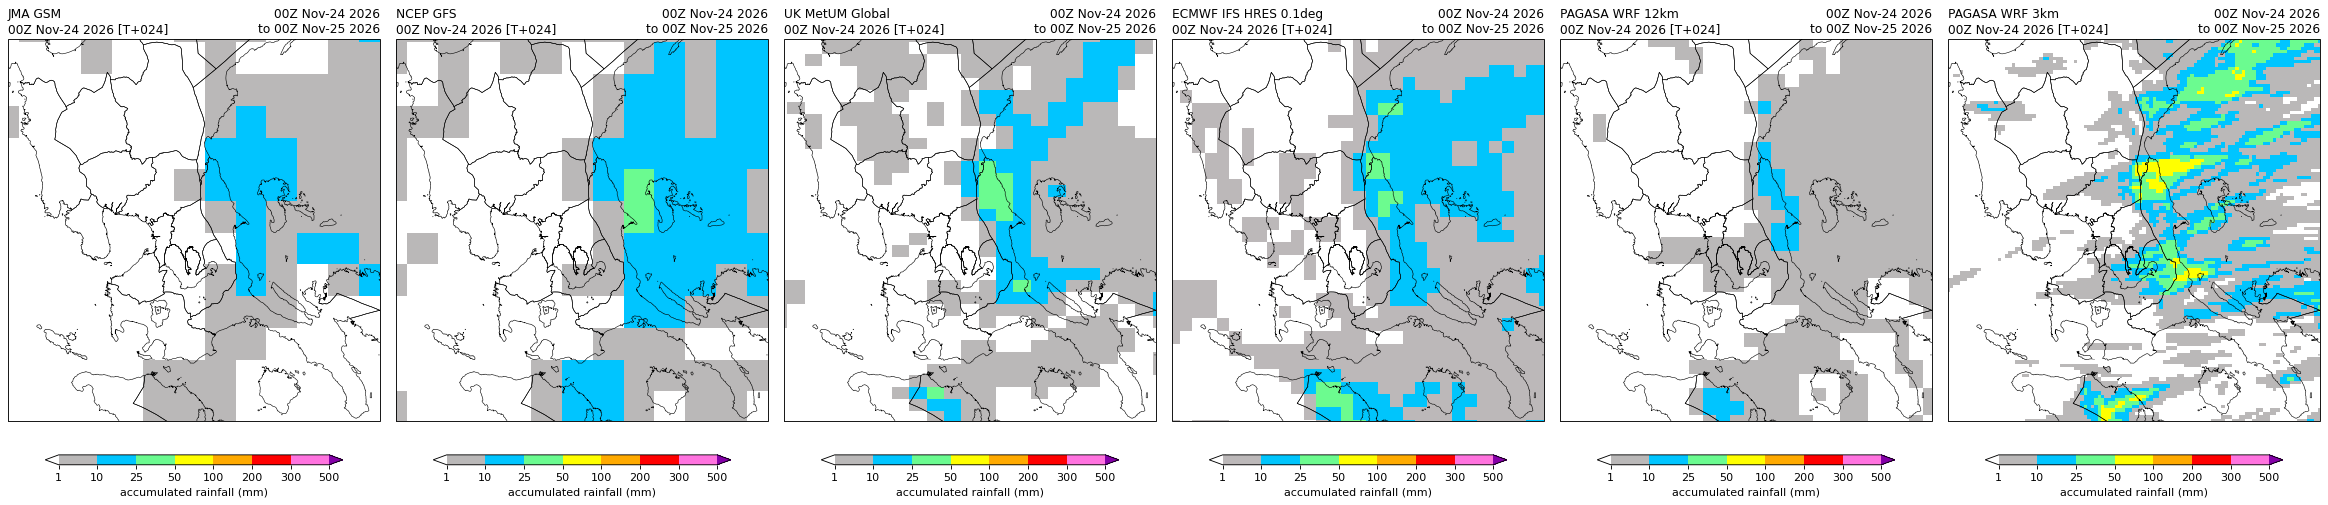 JMA GSM
00Z Nov-24 2026
00Z Nov-24 2026 [T+024]
to 00Z Nov-25 2026
1 10 25 50 100 200 300 500
accumulated rainfall (mm)
NCEP GFS
00Z Nov-24 2026
00Z Nov-24 2026 [T+024]
to 00Z Nov-25 2026
1 10 25 50 100 200 300 500
accumulated rainfall (mm)
UK MetUM Global
00Z Nov-24 2026
00Z Nov-24 2026 [T+024]
to 00Z Nov-25 2026
1 10 25 50 100 200 300 500
accumulated rainfall (mm)
ECMWF IFS HRES 0.1deg
00Z Nov-24 2026
00Z Nov-24 2026 [T+024]
to 00Z Nov-25 2026
1 10 25 50 100 200 300 500
accumulated rainfall (mm)
PAGASA WRF 12km
00Z Nov-24 2026
00Z Nov-24 2026 [T+024]
to 00Z Nov-25 2026
1 10 25 50 100 200 300 500
accumulated rainfall (mm)
PAGASA WRF 3km
00Z Nov-24 2026
00Z Nov-24 2026 [T+024]
to 00Z Nov-25 2026
1 10 25 50 100 200 300 500
accumulated rainfall (mm)